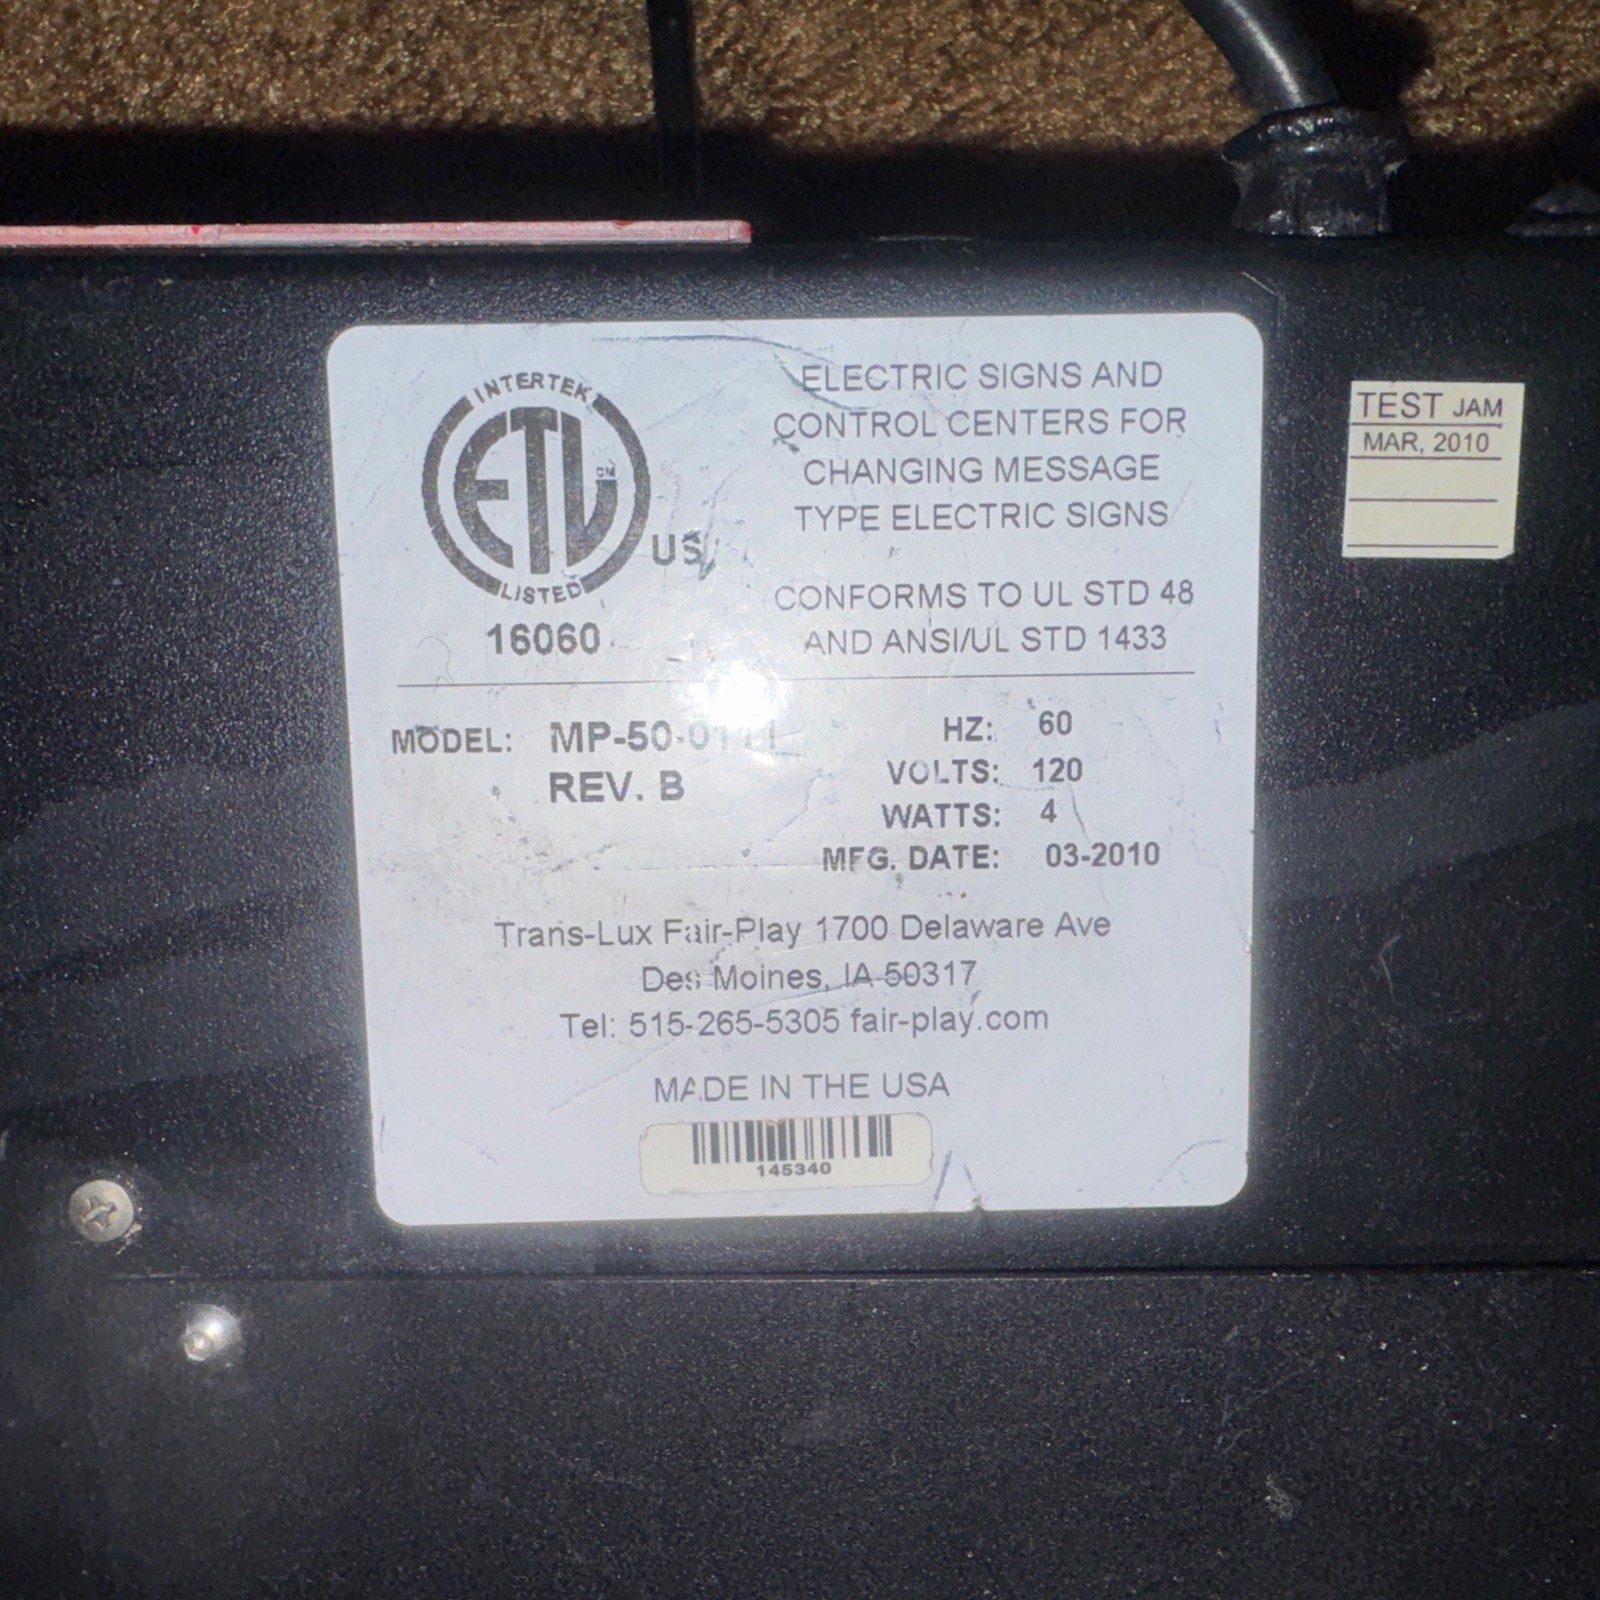 INTERTEK
ETL
CM
LISTED
US
16060
ELECTRIC SIGNS AND
CONTROL CENTERS FOR
CHANGING MESSAGE
TYPE ELECTRIC SIGNS
CONFORMS TO UL STD 48
AND ANSI/UL STD 1433
TEST JAM
MAR, 2010
MODEL:
REV. B
HZ: 60
VOLTS: 120
WATTS: 4
MFG. DATE: 03-2010
Trans-Lux Fair-Play 1700 Delaware Ave
Des Moines, IA 50317
Tel: 515-265-5305 fair-play.com
MADE IN THE USA
145340